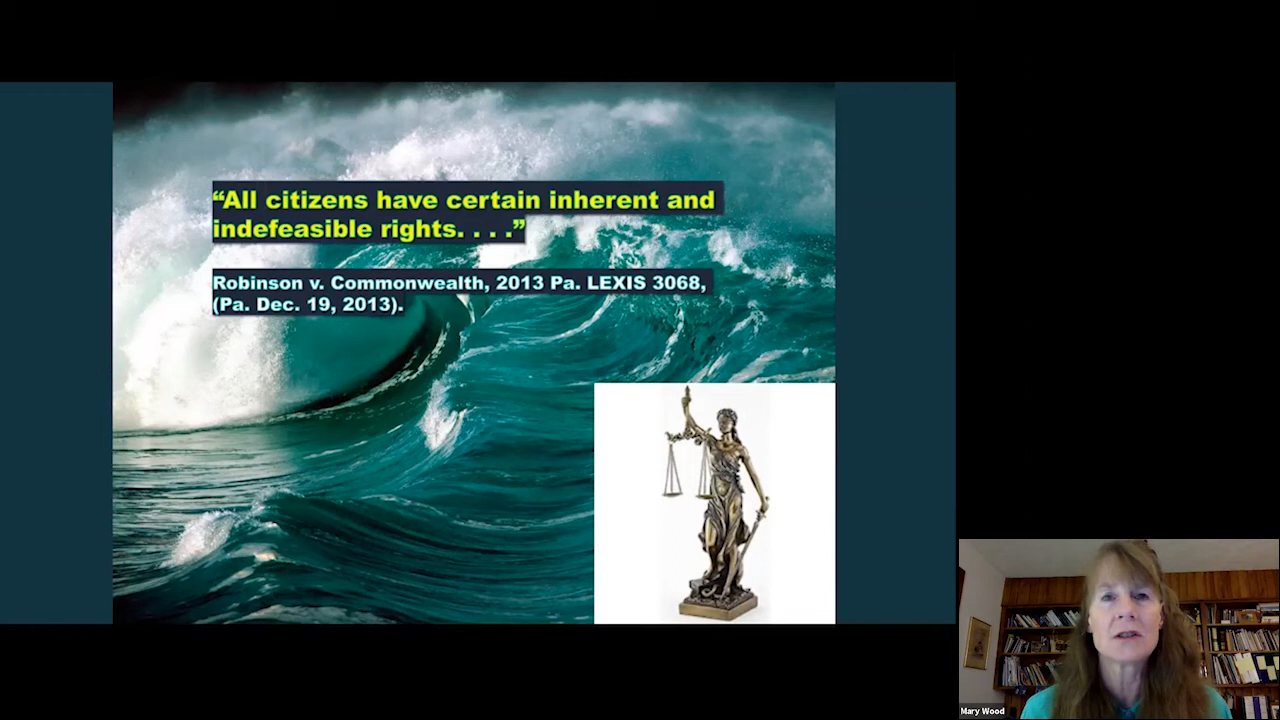 “All citizens have certain inherent and
indefeasible rights. . . .”
Robinson v. Commonwealth, 2013 Pa. LEXIS 3068,
(Pa. Dec. 19, 2013).
Mary Wood